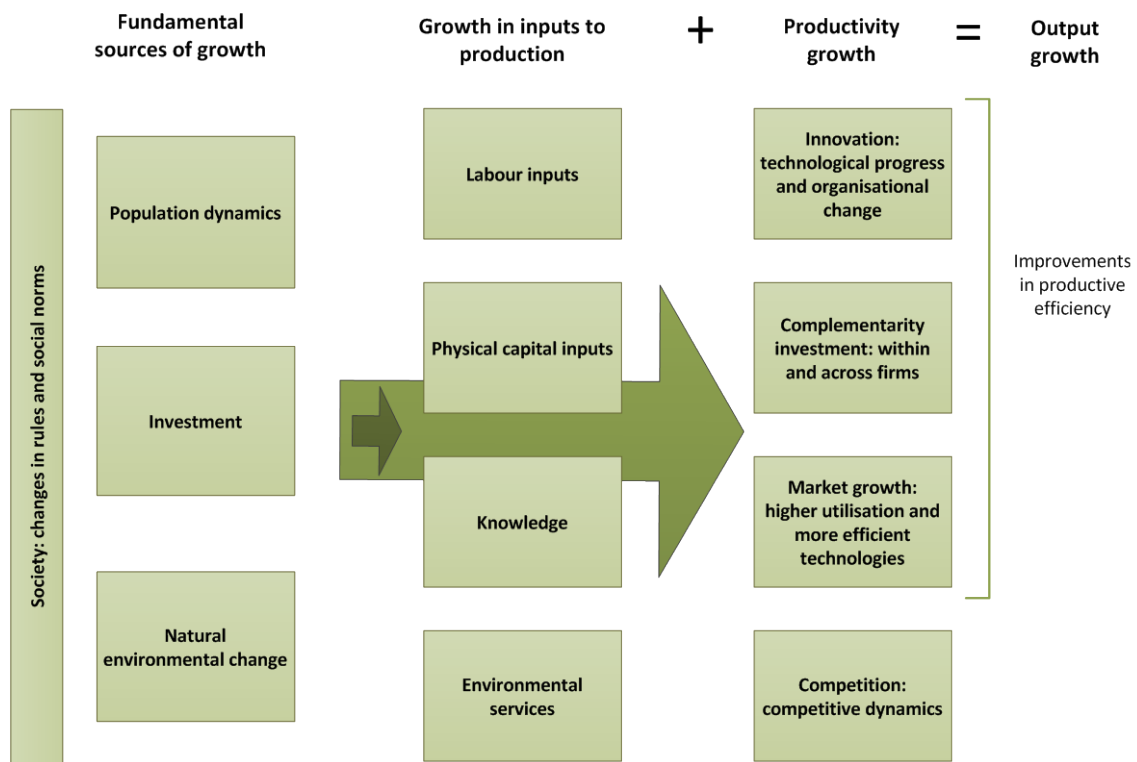 Fundamental
sources of growth
Growth in inputs to
production
+
Productivity
growth
=
Output
growth
Society: changes in rules and social norms
Population dynamics
Investment
Natural
environmental change
Labour inputs
Physical capital inputs
Knowledge
Environmental
services
Innovation:
technological progress
and organisational
change
Complementarity
investment: within
and across firms
Market growth:
higher utilisation and
more efficient
technologies
Competition:
competitive dynamics
Improvements
in productive
efficiency